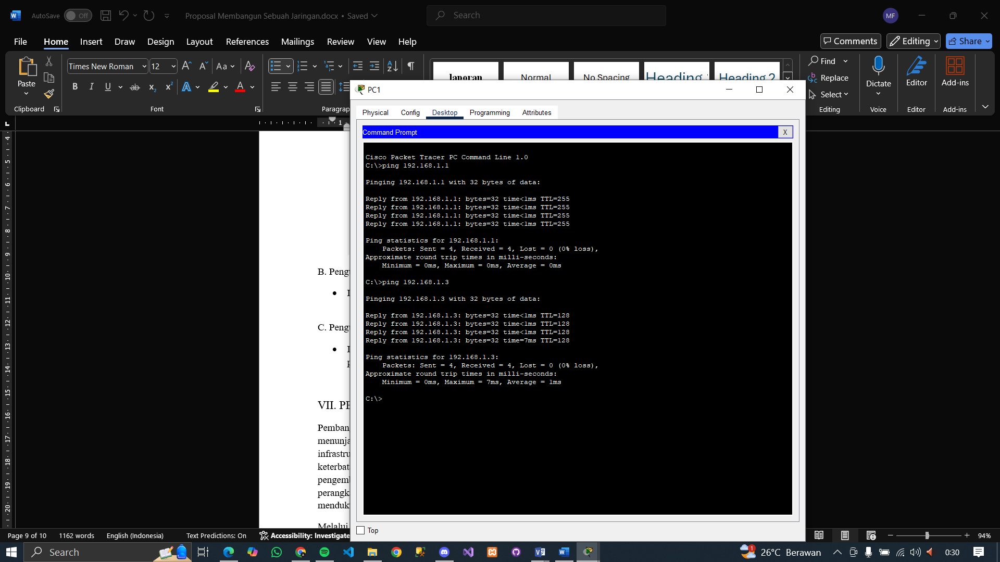 AutoSave Off Proposal Membangun Sebuah Jaringan.docx • Saved Search MF
File Home Insert Draw Design Layout References Mailings Review View Help Comments Editing Share
Paste Times New Roman 12 Aa laporan Normal No Spacing Heading 2 Find Replace Select Dictate Editor Add-ins
Clipboard Font Editing Voice Editor Add-ins
PC1
Physical Config Desktop Programming Attributes
Command Prompt X
Cisco Packet Tracer PC Command Line 1.0
C:\>ping 192.168.1.1
Pinging 192.168.1.1 with 32 bytes of data:
Reply from 192.168.1.1: bytes=32 time<1ms TTL=255
Reply from 192.168.1.1: bytes=32 time<1ms TTL=255
Reply from 192.168.1.1: bytes=32 time<1ms TTL=255
Reply from 192.168.1.1: bytes=32 time<1ms TTL=255
Ping statistics for 192.168.1.1:
Packets: Sent = 4, Received = 4, Lost = 0 (0% loss),
Approximate round trip times in milli-seconds:
Minimum = 0ms, Maximum = 0ms, Average = 0ms
C:\>ping 192.168.1.3
Pinging 192.168.1.3 with 32 bytes of data:
Reply from 192.168.1.3: bytes=32 time<1ms TTL=128
Reply from 192.168.1.3: bytes=32 time<1ms TTL=128
Reply from 192.168.1.3: bytes=32 time<1ms TTL=128
Reply from 192.168.1.3: bytes=32 time=7ms TTL=128
Ping statistics for 192.168.1.3:
Packets: Sent = 4, Received = 4, Lost = 0 (0% loss),
Approximate round trip times in milli-seconds:
Minimum = 0ms, Maximum = 7ms, Average = 1ms
C:\>
Top
B.
C.
VII.
Page 9 of 10 1162 words English (Indonesia) Text Predictions: On Accessibility: Investigate 94%
Search 26°C Berawan 0:30